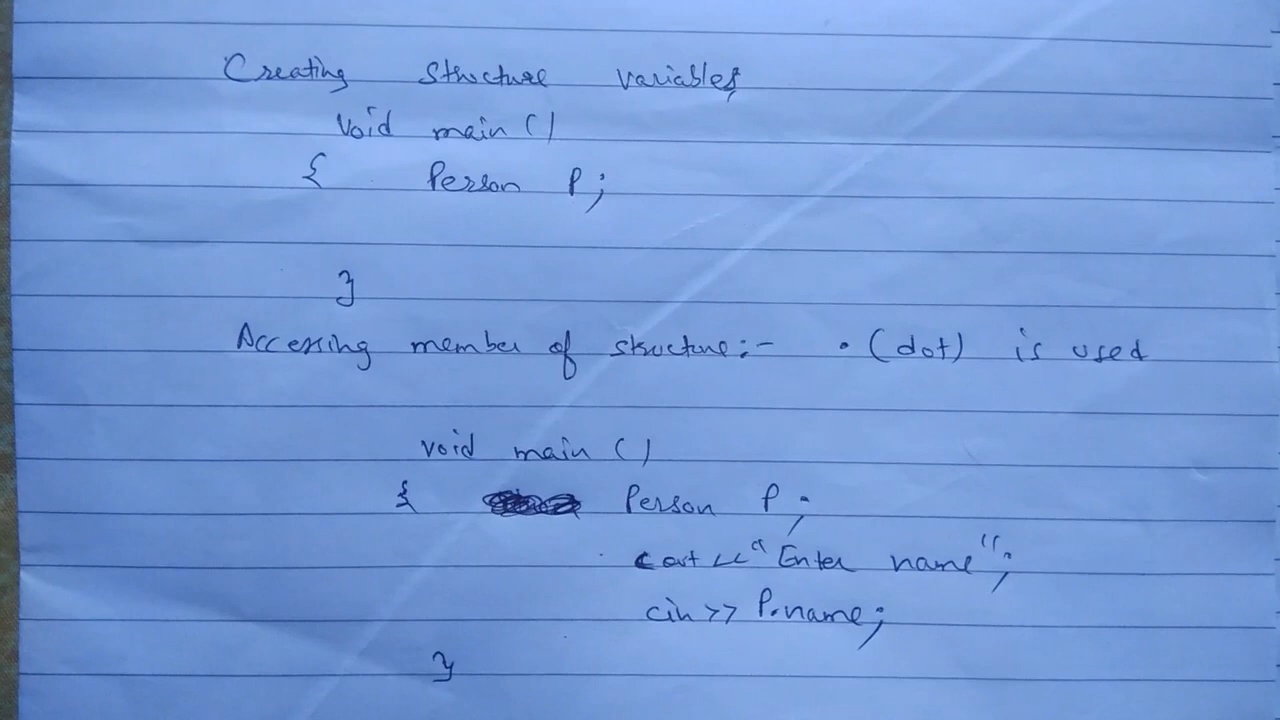 Creating structure variables,
void main ()
{ Person P;
}
Accessing member of structure:- . (dot) is used
void main ()
{ Person P;
cout << "Enter name";
cin >> P.name;
}